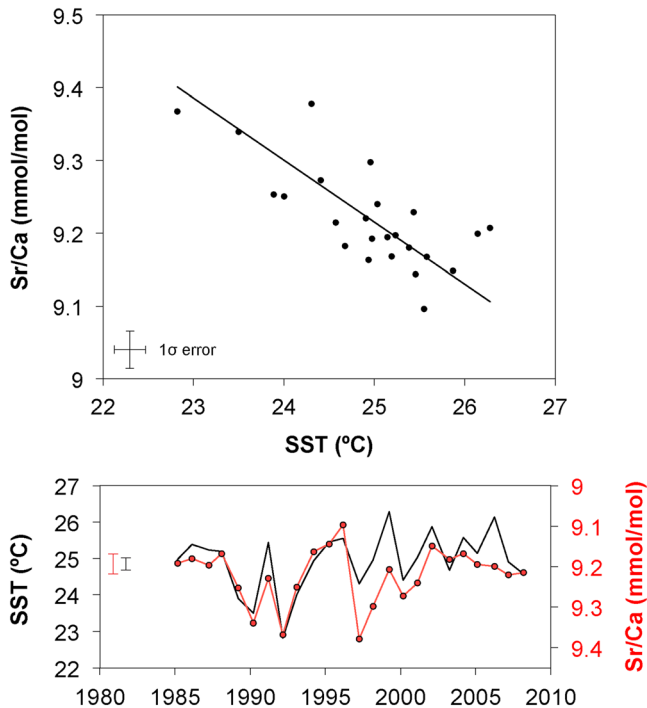 9.5
9.4
9.3
9.2
9.1
9
Sr/Ca (mmol/mol)
1σ error
22 23 24 25 26 27
SST (ºC)
27 9
26 9.1
25 9.2
24 9.3
23 9.4
22
SST (ºC)
Sr/Ca (mmol/mol)
1980 1985 1990 1995 2000 2005 2010